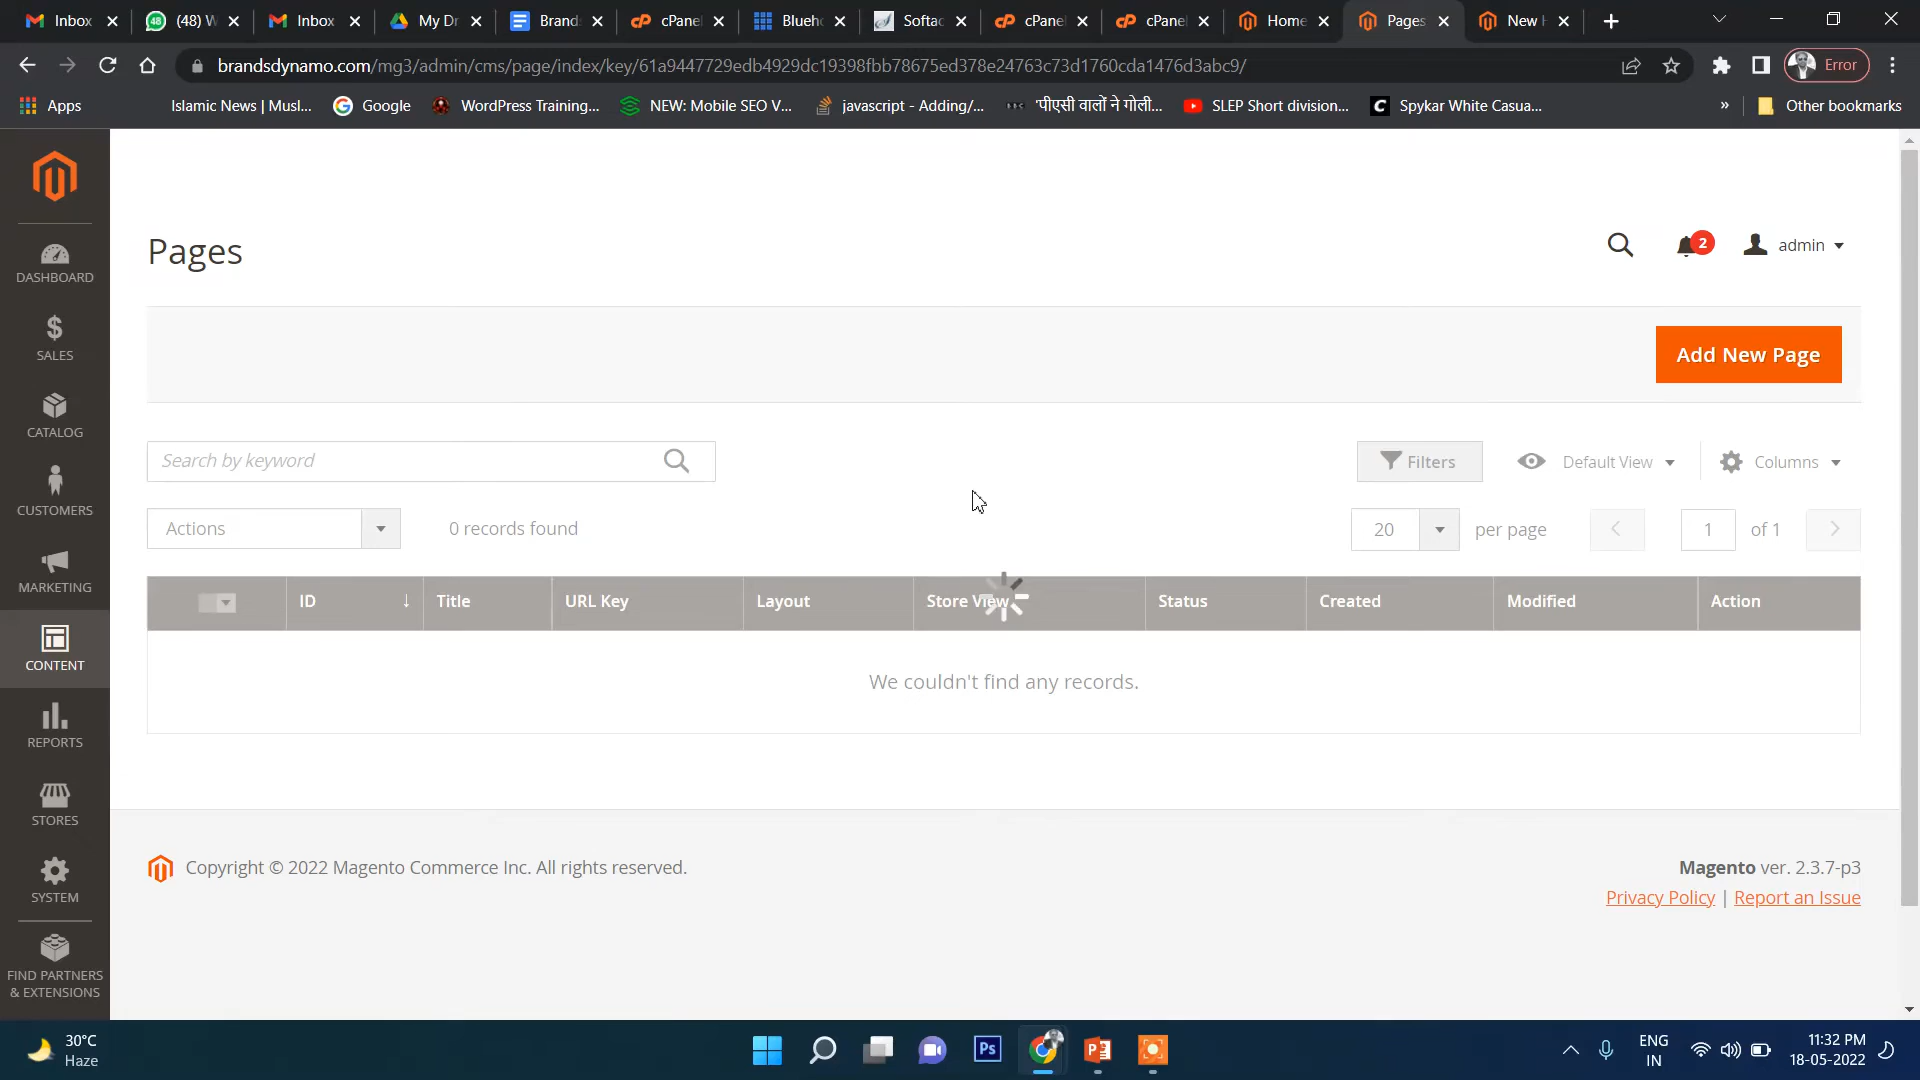 Inbox
(48) W
Inbox
My Dr
Brand
cPanel
Blueho
Softac
cPanel
cPanel
Home
Pages
New H
brandsdynamo.com/mg3/admin/cms/page/index/key/61a9447729edb4929dc19398fbb78675ed378e24763c73d1760cda1476d3abc9/
Error
Apps
Islamic News | Musl...
Google
WordPress Training...
NEW: Mobile SEO V...
javascript - Adding/...
'पीएसी वालों ने गोली...
SLEP Short division...
Spykar White Casua...
»
Other bookmarks
Pages
2
admin
DASHBOARD
SALES
CATALOG
CUSTOMERS
MARKETING
CONTENT
REPORTS
STORES
SYSTEM
FIND PARTNERS
& EXTENSIONS
Add New Page
Search by keyword
Filters
Default View
Columns
Actions
0 records found
20
per page
1
of 1
ID
Title
URL Key
Layout
Store View
Status
Created
Modified
Action
We couldn't find any records.
Copyright © 2022 Magento Commerce Inc. All rights reserved.
Magento ver. 2.3.7-p3
Privacy Policy | Report an Issue
30°C
Haze
Ps
ENG
IN
11:32 PM
18-05-2022